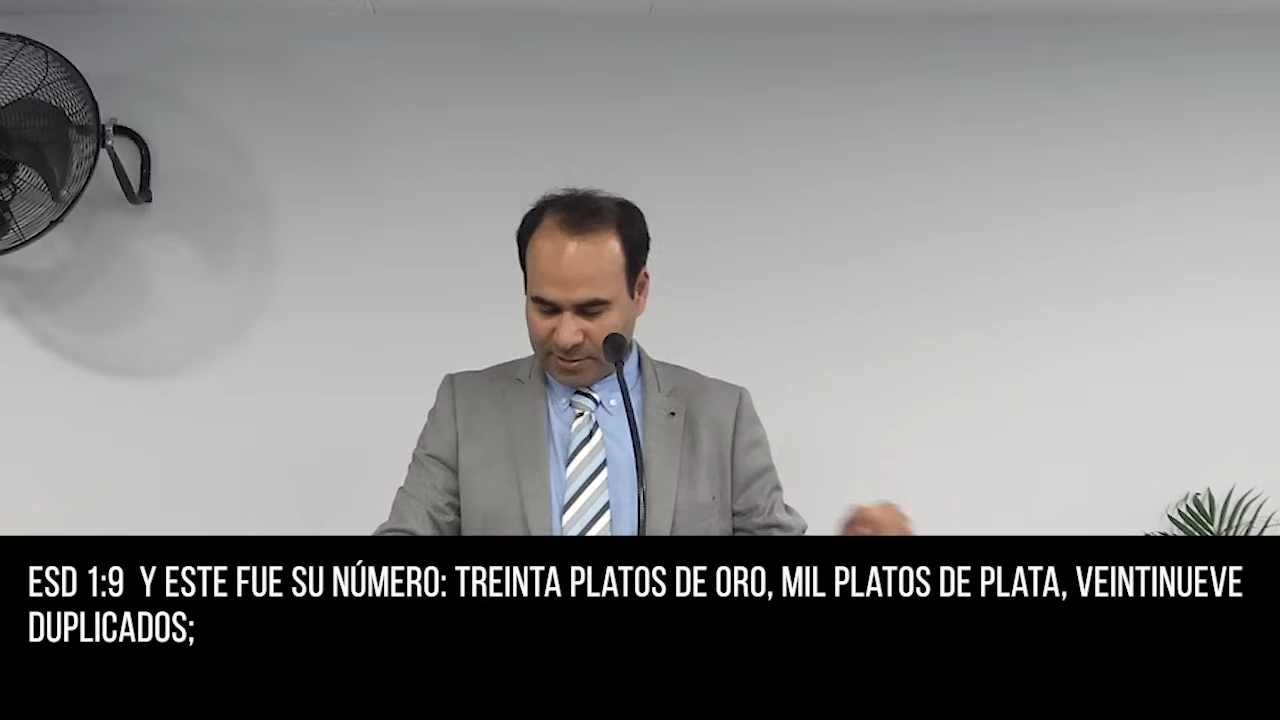 ESD 1:9 Y ESTE FUE SU NÚMERO: TREINTA PLATOS DE ORO, MIL PLATOS DE PLATA, VEINTINUEVE
DUPLICADOS;